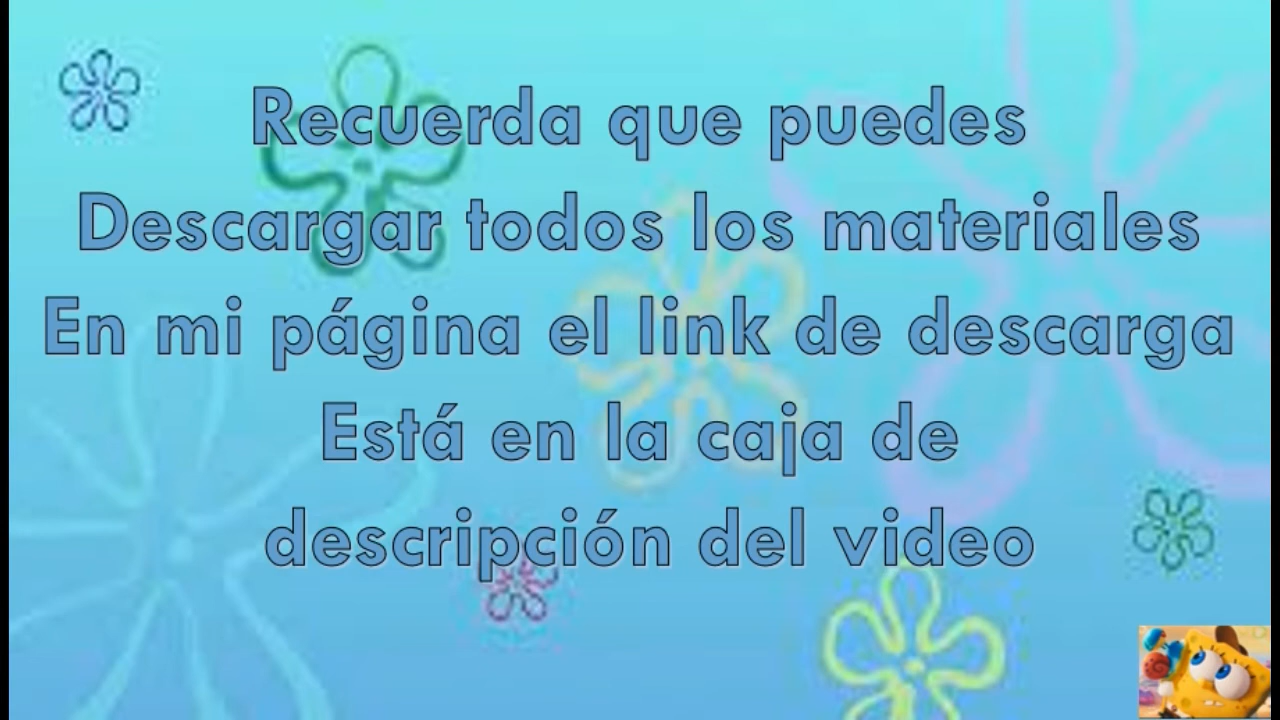 Recuerda que puedes
Descargar todos los materiales
En mi página el link de descarga
Está en la caja de
descripción del video